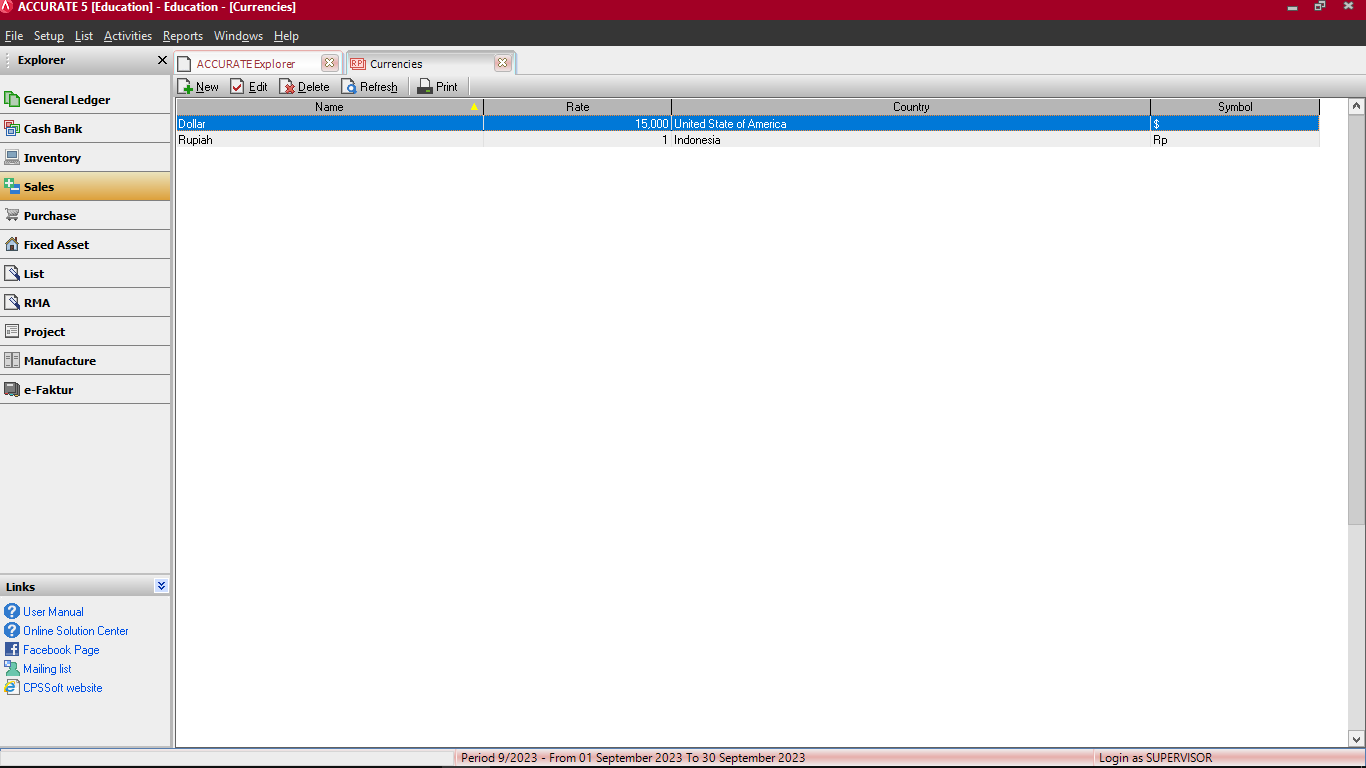 ACCURATE 5 [Education] - Education - [Currencies]
File Setup List Activities Reports Windows Help
Explorer
ACCURATE Explorer
RP Currencies
New Edit Delete Refresh Print
Name Rate Country Symbol
Dollar 15,000 United State of America $
Rupiah 1 Indonesia Rp
General Ledger
Cash Bank
Inventory
Sales
Purchase
Fixed Asset
List
RMA
Project
Manufacture
e-Faktur
Links
User Manual
Online Solution Center
Facebook Page
Mailing list
CPSSoft website
Period 9/2023 - From 01 September 2023 To 30 September 2023
Login as SUPERVISOR